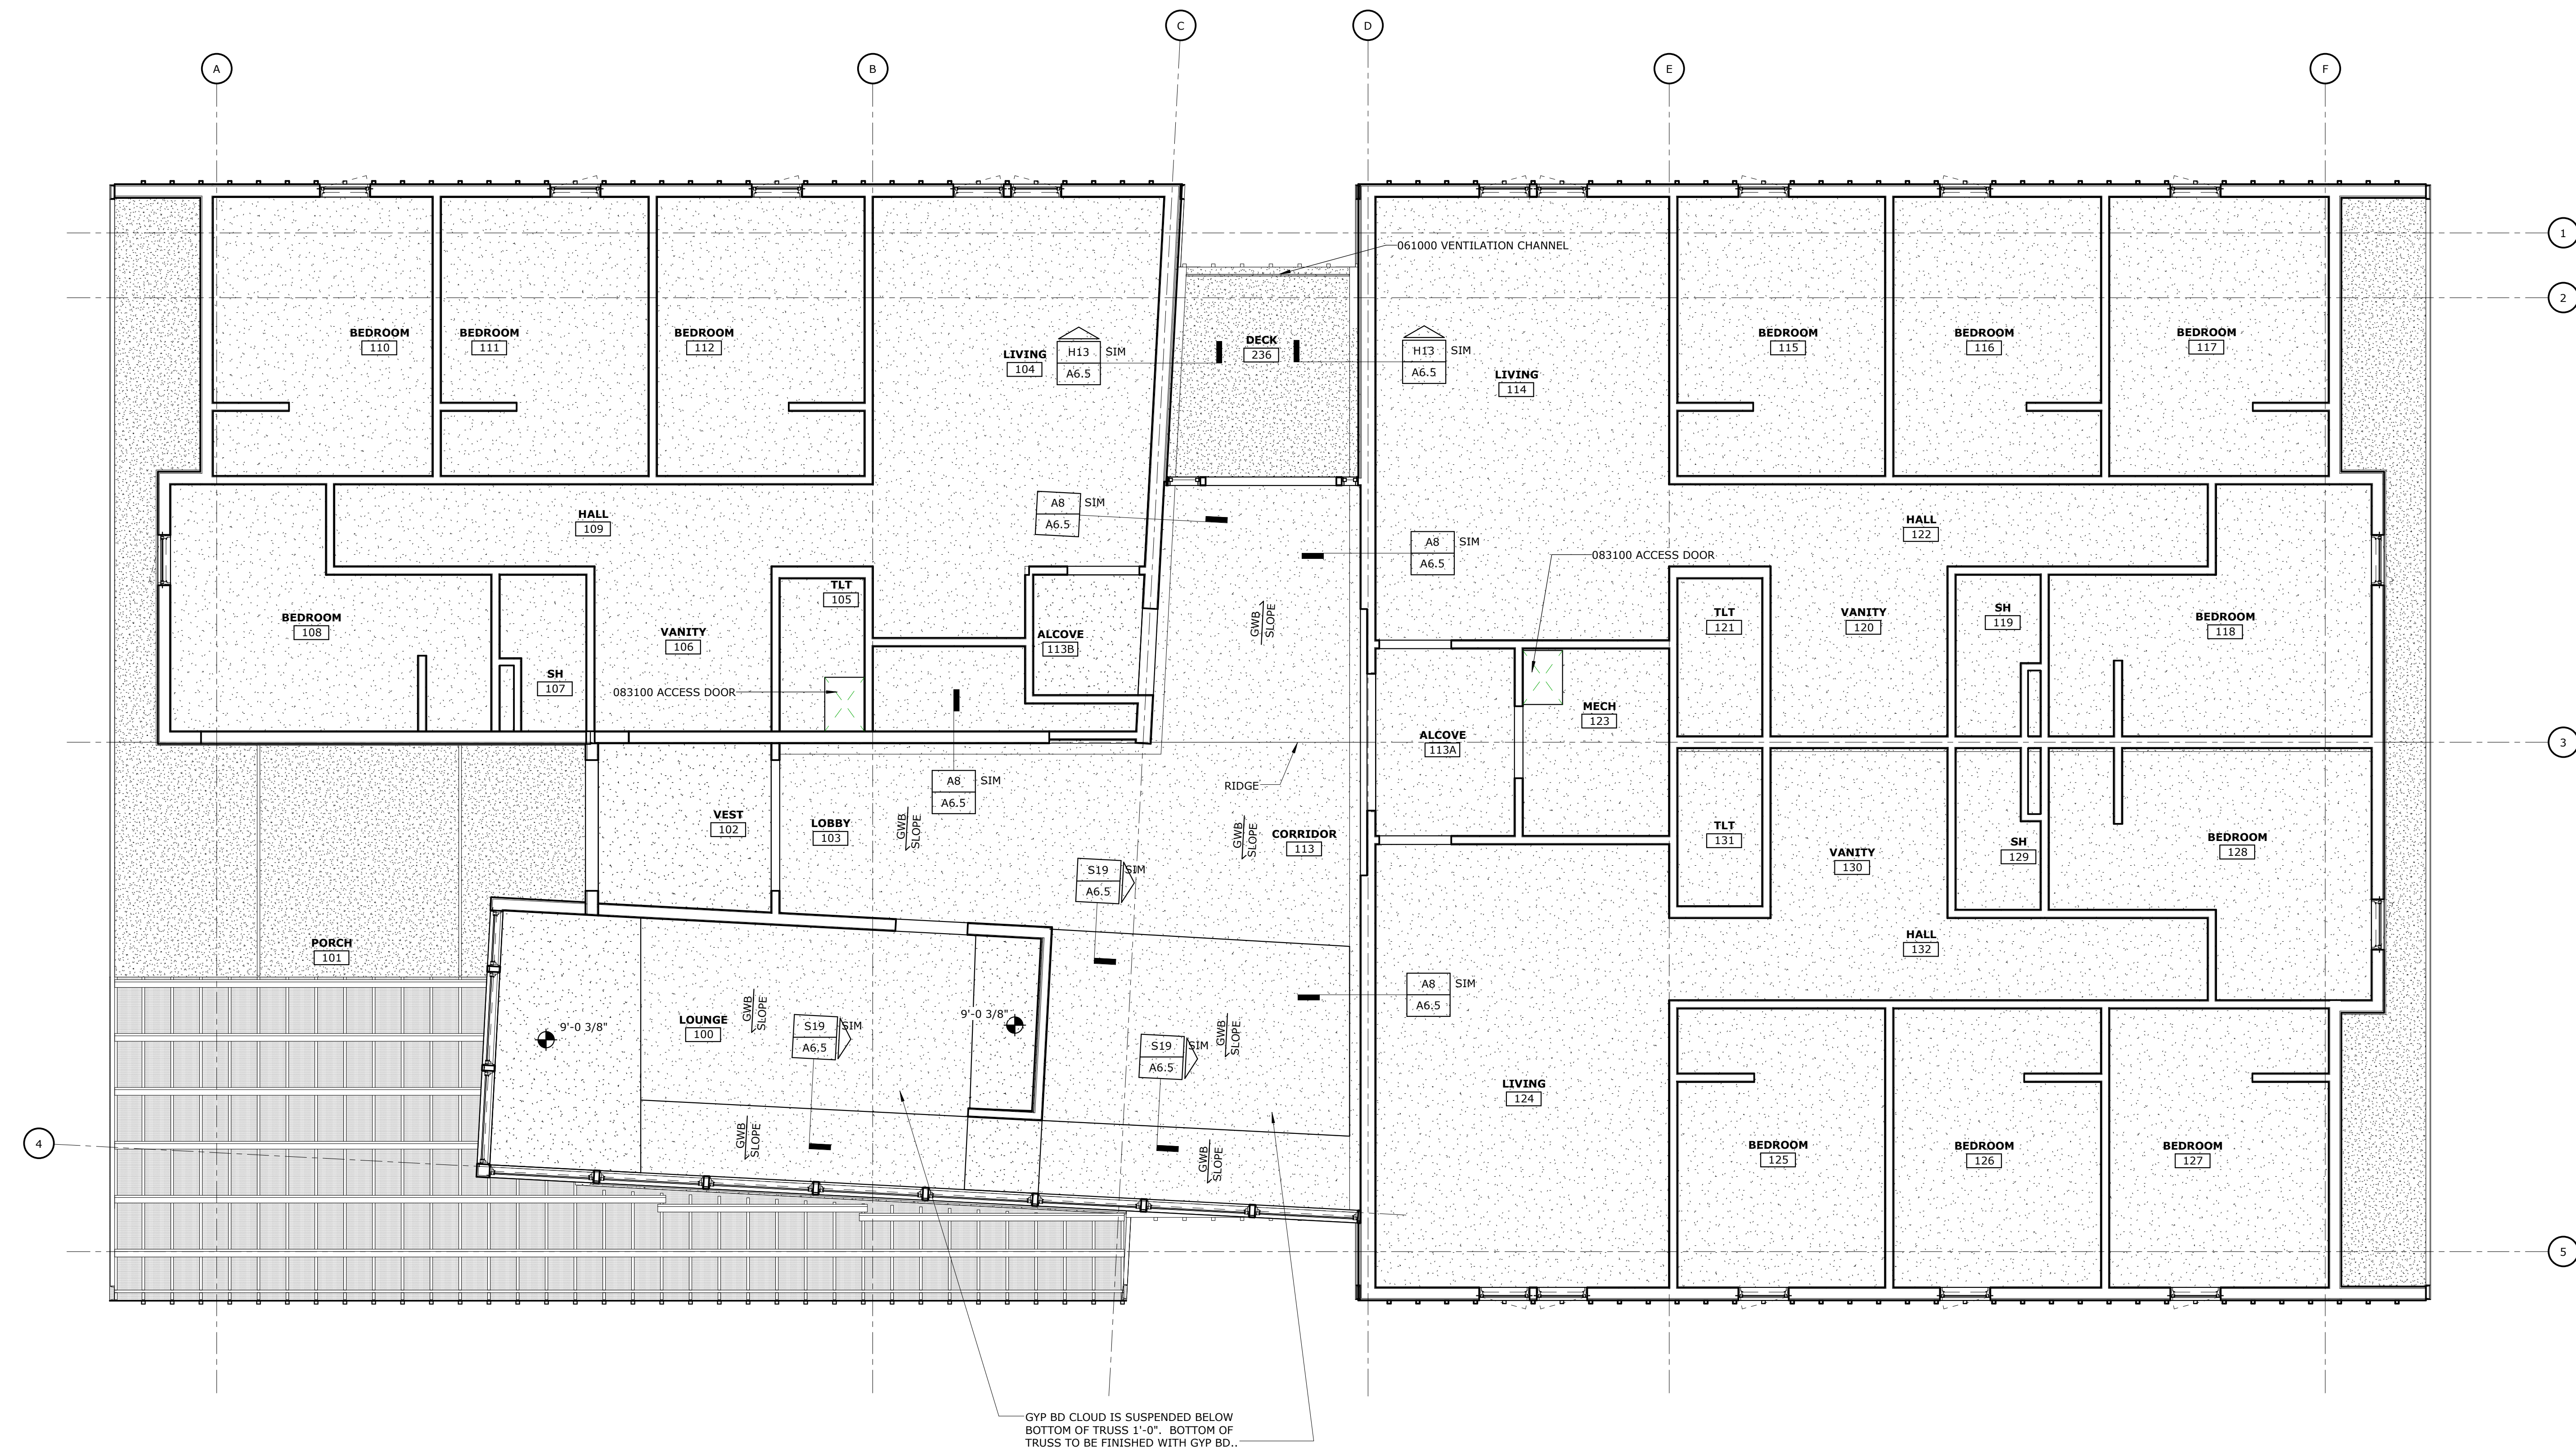 C
D
A
B
E
F
1
061000 VENTILATION CHANNEL
2
BEDROOM
110
BEDROOM
111
BEDROOM
112
LIVING
104
H13
A6.5
SIM
DECK
236
H13
A6.5
SIM
LIVING
114
BEDROOM
115
BEDROOM
116
BEDROOM
117
HALL
109
A8
A6.5
SIM
A8
A6.5
SIM
083100 ACCESS DOOR
HALL
122
BEDROOM
108
SH
107
VANITY
106
TLT
105
083100 ACCESS DOOR
ALCOVE
113B
GWB
SLOPE
TLT
121
VANITY
120
SH
119
BEDROOM
118
MECH
123
ALCOVE
113A
3
RIDGE
A8
A6.5
SIM
VEST
102
LOBBY
103
GWB
SLOPE
GWB
SLOPE
CORRIDOR
113
TLT
131
VANITY
130
SH
129
BEDROOM
128
S19
A6.5
SIM
PORCH
101
HALL
132
9'-0 3/8"
LOUNGE
100
GWB
SLOPE
S19
A6.5
SIM
9'-0 3/8"
S19
A6.5
SIM
GWB
SLOPE
A8
A6.5
SIM
4
GWB
SLOPE
GWB
SLOPE
LIVING
124
BEDROOM
125
BEDROOM
126
BEDROOM
127
5
GYP BD CLOUD IS SUSPENDED BELOW
BOTTOM OF TRUSS 1'-0". BOTTOM OF
TRUSS TO BE FINISHED WITH GYP BD..